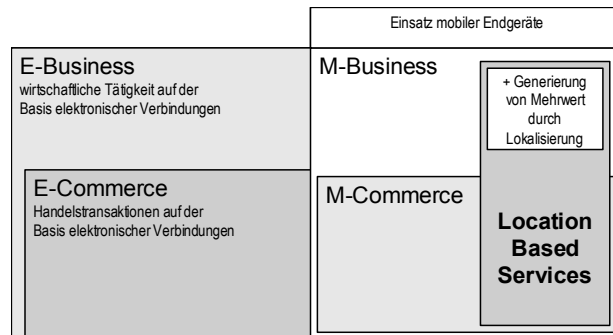 Einsatz mobiler Endgeräte
E-Business
wirtschaftliche Tätigkeit auf der
Basis elektronischer Verbindungen
M-Business
+ Generierung
von Mehrwert
durch
Lokalisierung
E-Commerce
Handelstransaktionen auf der
Basis elektronischer Verbindungen
M-Commerce
Location
Based
Services